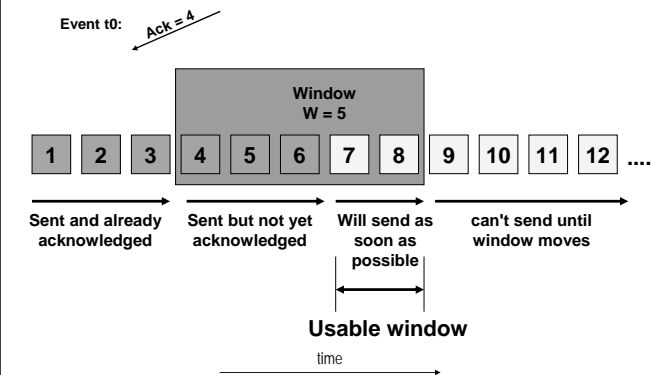 Event t0:
Ack = 4
Window
W = 5
1 2 3 4 5 6 7 8 9 10 11 12 ....
Sent and already
acknowledged
Sent but not yet
acknowledged
Will send as
soon as
possible
can't send until
window moves
Usable window
time